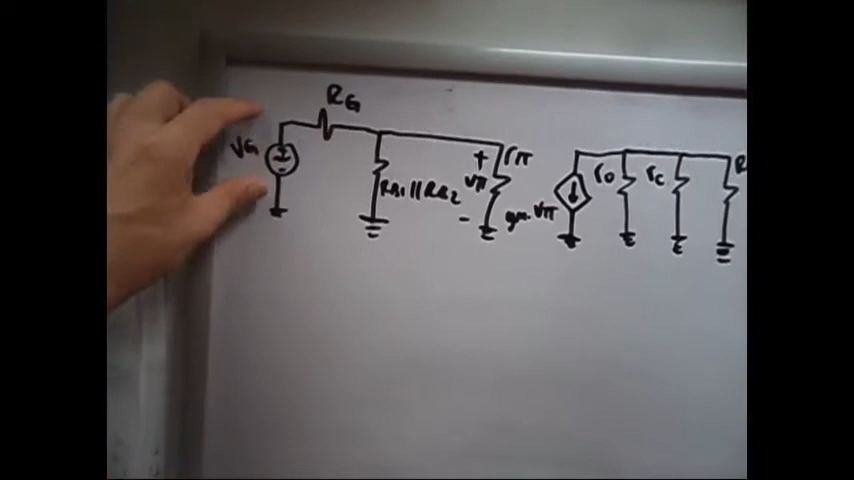 RG
VG
+
-
RB1 || RB2
+
Vπ
-
rπ
gm.Vπ
ro
rc
R